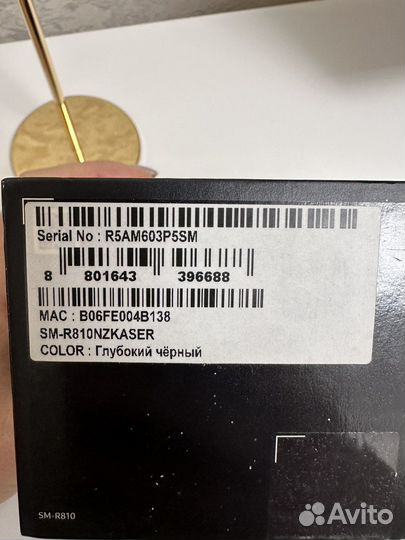 Serial No : R5AM603P5SM
8 801643 396688
MAC : B06FE004B138
SM-R810NZKASER
COLOR : Глубокий чёрный
SM-R810
Avito